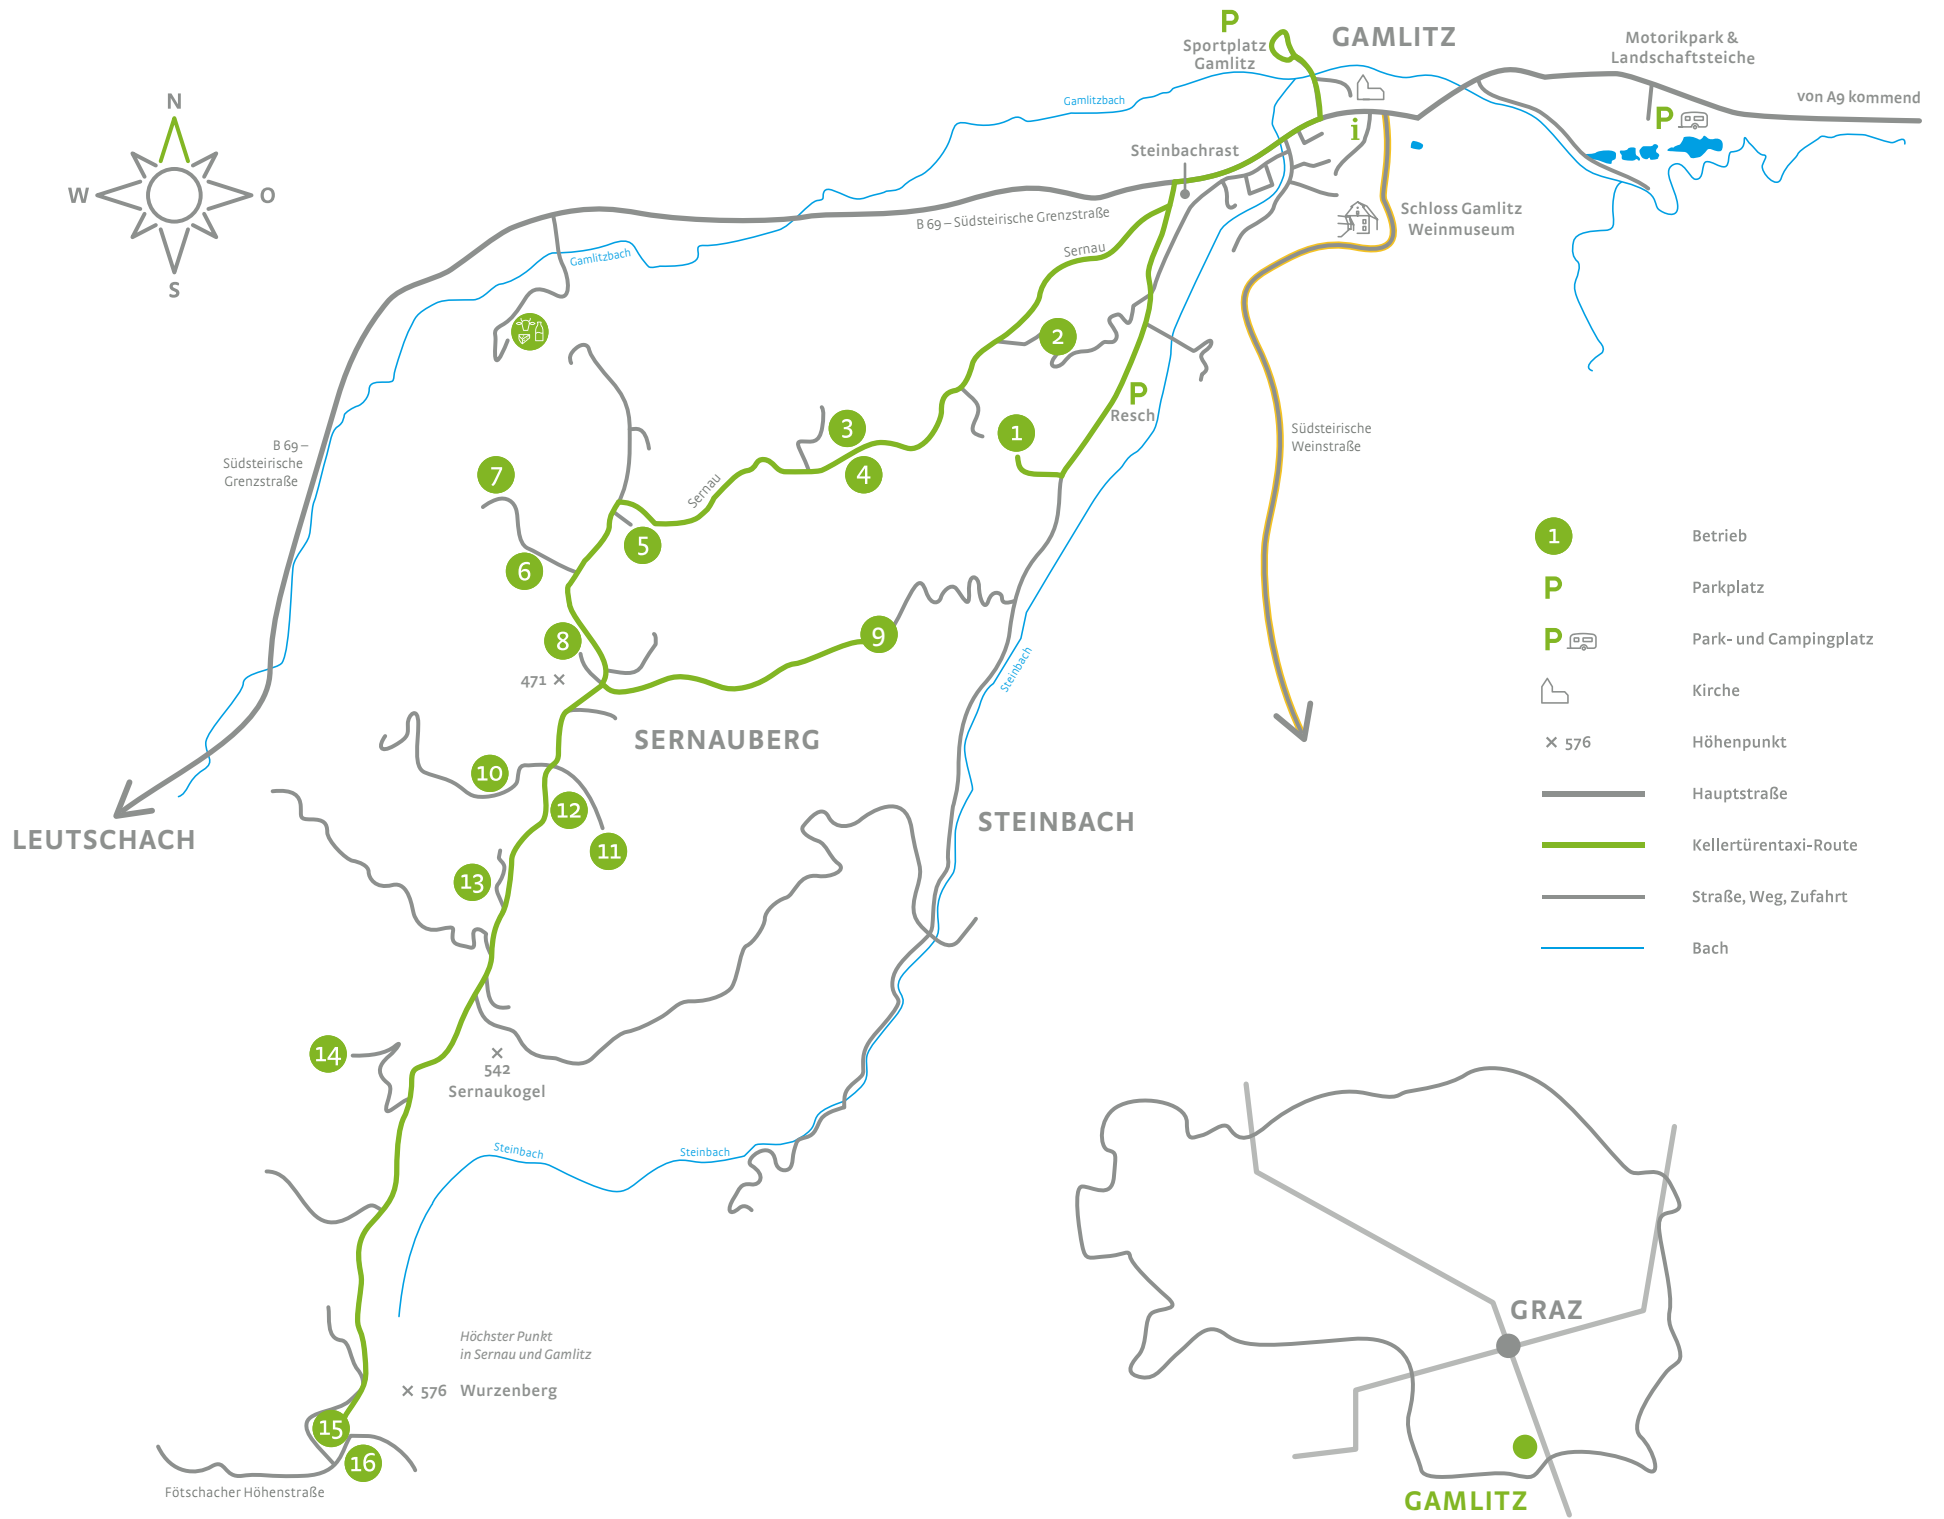 P
Sportplatz
Gamlitz
GAMLITZ
Motorikpark &
Landschaftsteiche
von A9 kommend
P
N
W
O
S
Gamlitzbach
i
Steinbachrast
Schloss Gamlitz
Weinmuseum
B 69 – Südsteirische Grenzstraße
Sernau
Gamlitzbach
2
P
Resch
1
3
4
Südsteirische
Weinstraße
B 69 –
Südsteirische
Grenzstraße
7
Sernau
5
6
8
9
471
Steinbach
SERNAUBERG
10
12
11
STEINBACH
LEUTSCHACH
13
14
542
Sernaukogel
Steinbach
Steinbach
Höchster Punkt
in Sernau und Gamlitz
576 Wurzenberg
15
16
Fötschacher Höhenstraße
1 Betrieb
P Parkplatz
P Park- und Campingplatz
Kirche
576 Höhenpunkt
Hauptstraße
Kellertürentaxi-Route
Straße, Weg, Zufahrt
Bach
GRAZ
GAMLITZ